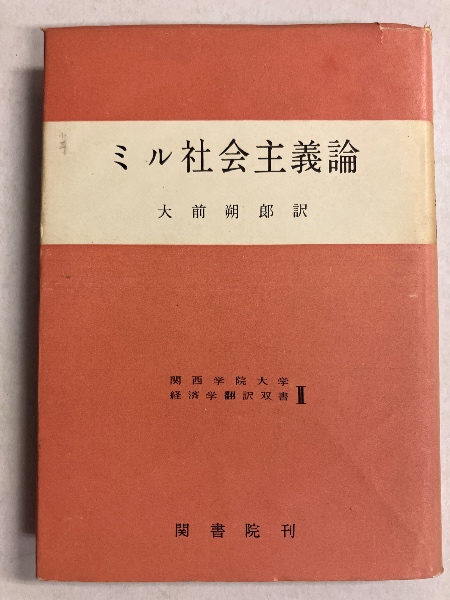 ミル社会主義論
大前朔郎訳
関西学院大学
経済学翻訳双書 II
関書院刊